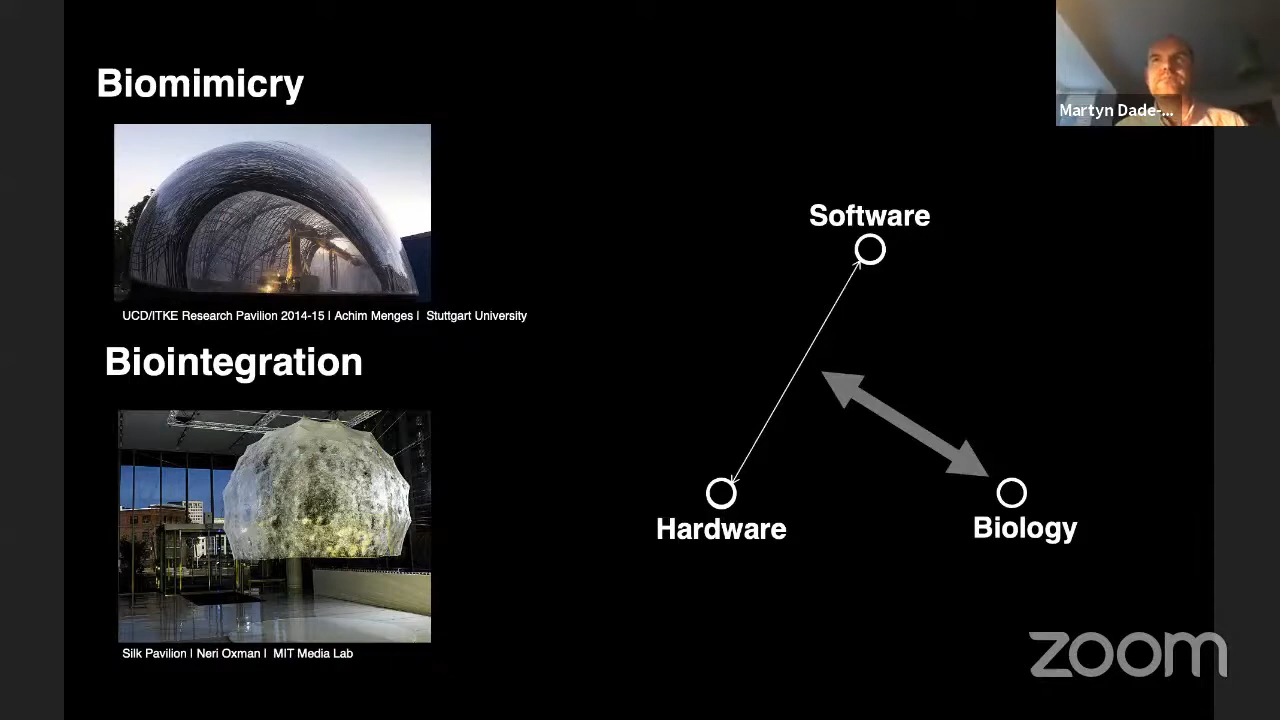 Biomimicry
UCD/ITKE Research Pavilion 2014-15 | Achim Menges | Stuttgart University
Biointegration
Silk Pavilion | Neri Oxman | MIT Media Lab
Software
Hardware
Biology
Martyn Dade-...
zoom